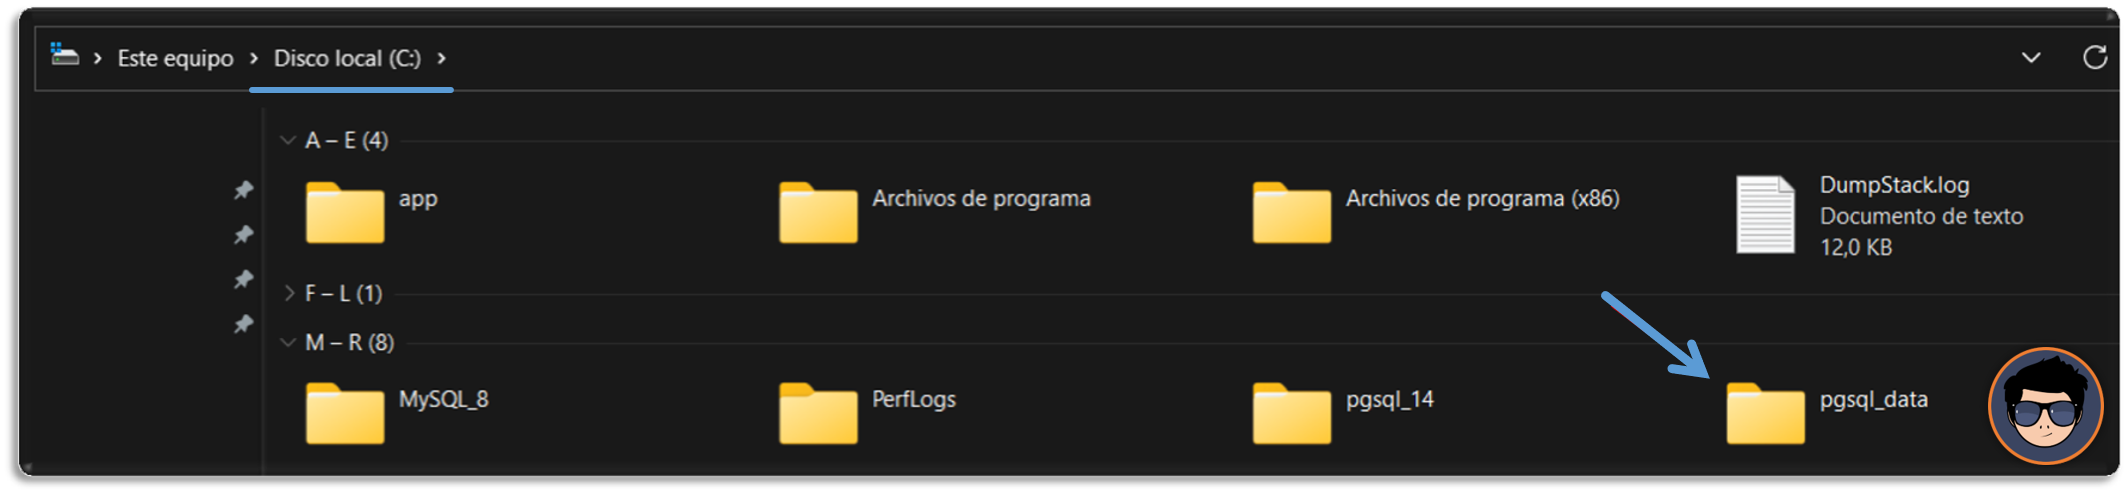 Este equipo > Disco local (C:) >
A – E (4)
app
Archivos de programa
Archivos de programa (x86)
DumpStack.log
Documento de texto
12,0 KB
F – L (1)
M – R (8)
MySQL_8
PerfLogs
pgsql_14
pgsql_data